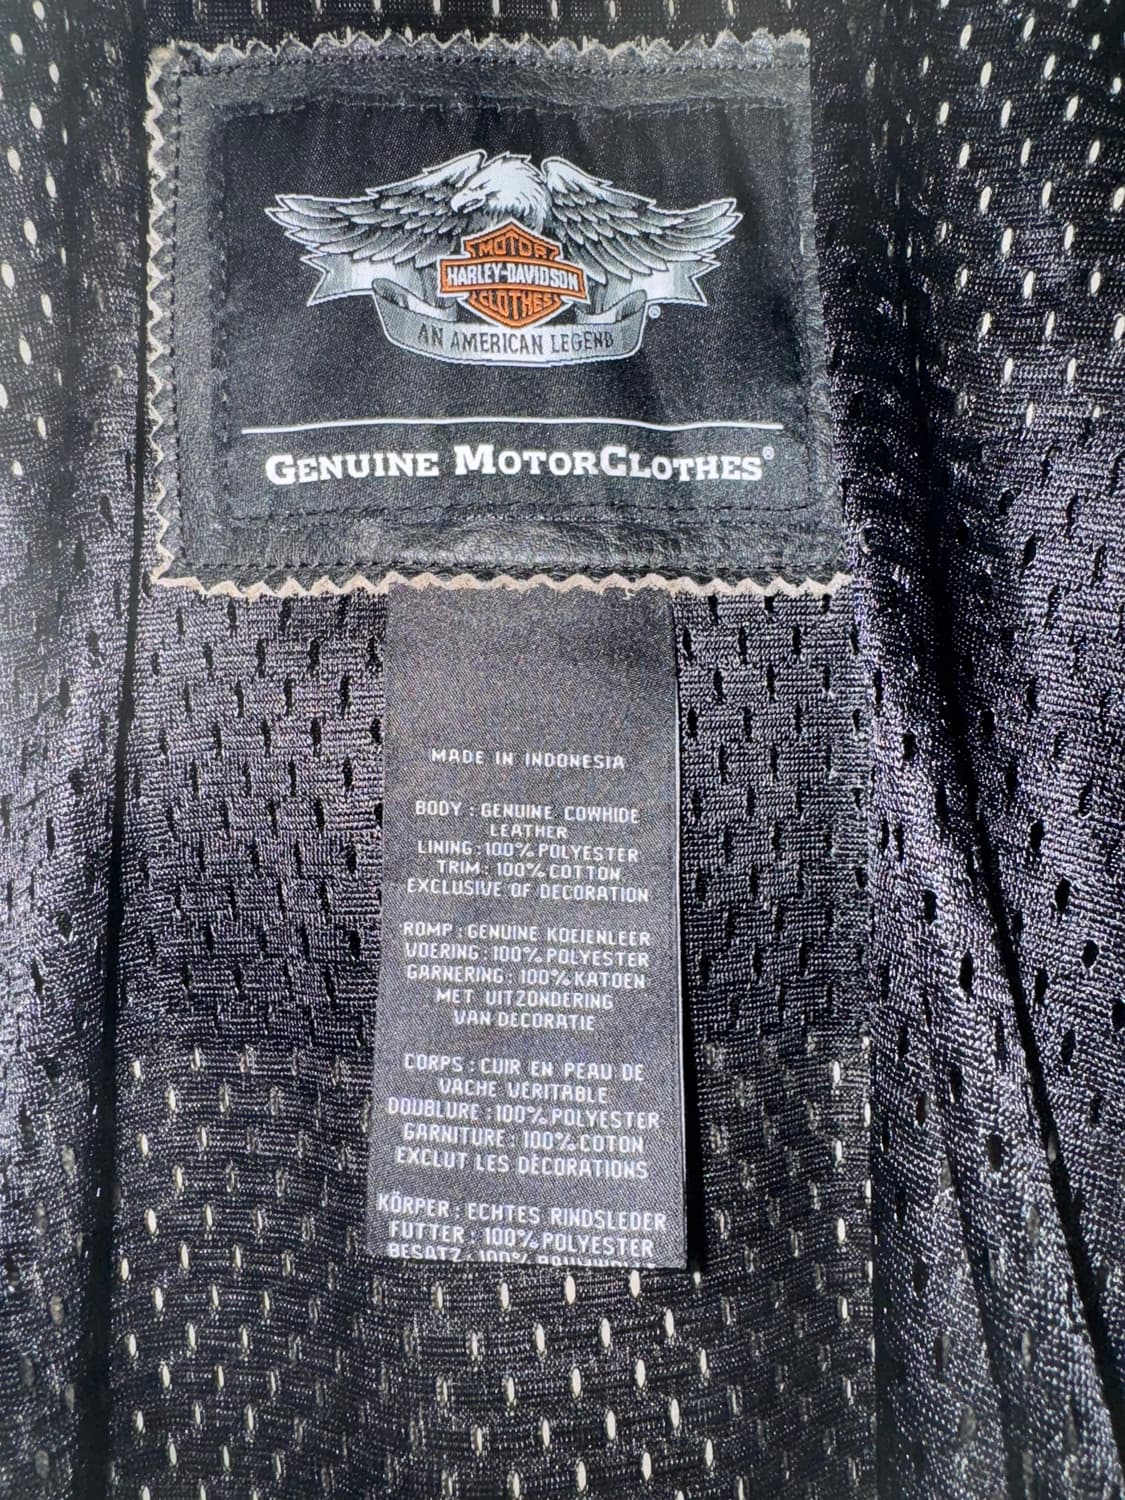 MOTOR
HARLEY-DAVIDSON
CLOTHES
AN AMERICAN LEGEND ®
GENUINE MOTORCLOTHES®
MADE IN INDONESIA
BODY : GENUINE COWHIDE
LEATHER
LINING : 100% POLYESTER
TRIM : 100% COTTON
EXCLUSIVE OF DECORATION
ROMP : GENUINE KOEIENLEER
VOERING : 100% POLYESTER
GARNERING : 100% KATOEN
MET UITZONDERING
VAN DECORATIE
CORPS : CUIR EN PEAU DE
VACHE VERITABLE
DOUBLURE : 100% POLYESTER
GARNITURE : 100% COTON
EXCLUT LES DÉCORATIONS
KÖRPER : ECHTES RINDSLEDER
FUTTER : 100% POLYESTER
BESATZ : 100%